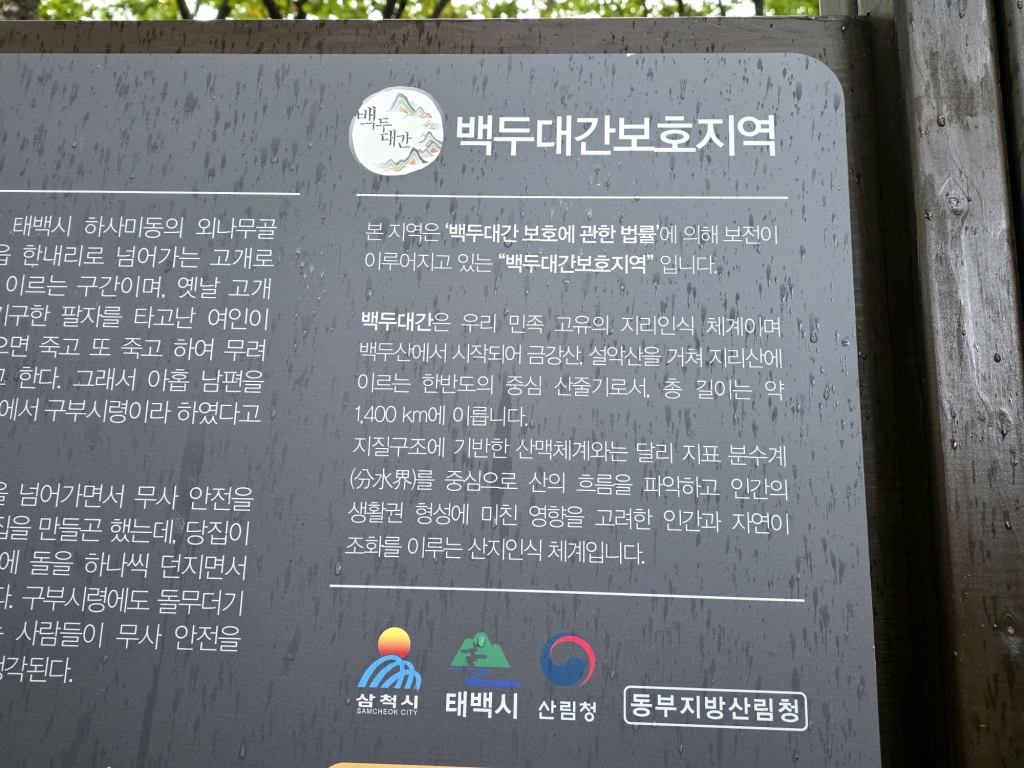 태백시 하사미동의 외나무골
한내리로 넘어가는 고개로
이르는 구간이며, 옛날 고개
기구한 팔자를 타고난 여인이
죽고 또 죽고 하여 무려
한다. 그래서 아홉 남편을
에서 구부시령이라 하였다고
넘어가면서 무사 안전을
만들곤 했는데, 당집이
에 돌을 하나씩 던지면서
구부시령에도 돌무더기
사람들이 무사 안전을
생각된다.
백두대간
백두대간보호지역
본 지역은 ‘백두대간 보호에 관한 법률’에 의해 보전이
이루어지고 있는 “백두대간보호지역” 입니다.
백두대간은 우리 민족 고유의 지리인식 체계이며
백두산에서 시작되어 금강산, 설악산을 거쳐 지리산에
이르는 한반도의 중심 산줄기로서, 총 길이는 약
1,400 km에 이릅니다.
지질구조에 기반한 산맥체계와는 달리 지표 분수계
(分水界)를 중심으로 산의 흐름을 파악하고 인간의
생활권 형성에 미친 영향을 고려한 인간과 자연이
조화를 이루는 산지인식 체계입니다.
삼척시
SAMCHEOK CITY
태백시
산림청
동부지방산림청